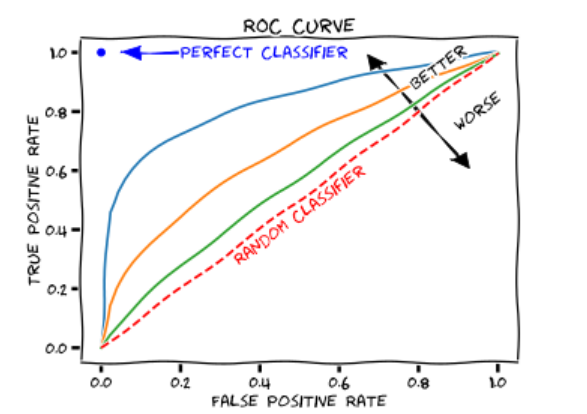 ROC CURVE
PERFECT CLASSIFIER
BETTER
WORSE
RANDOM CLASSIFIER
TRUE POSITIVE RATE
1.0
0.8
0.6
0.4
0.2
0.0
0.0 0.2 0.4 0.6 0.8 1.0
FALSE POSITIVE RATE